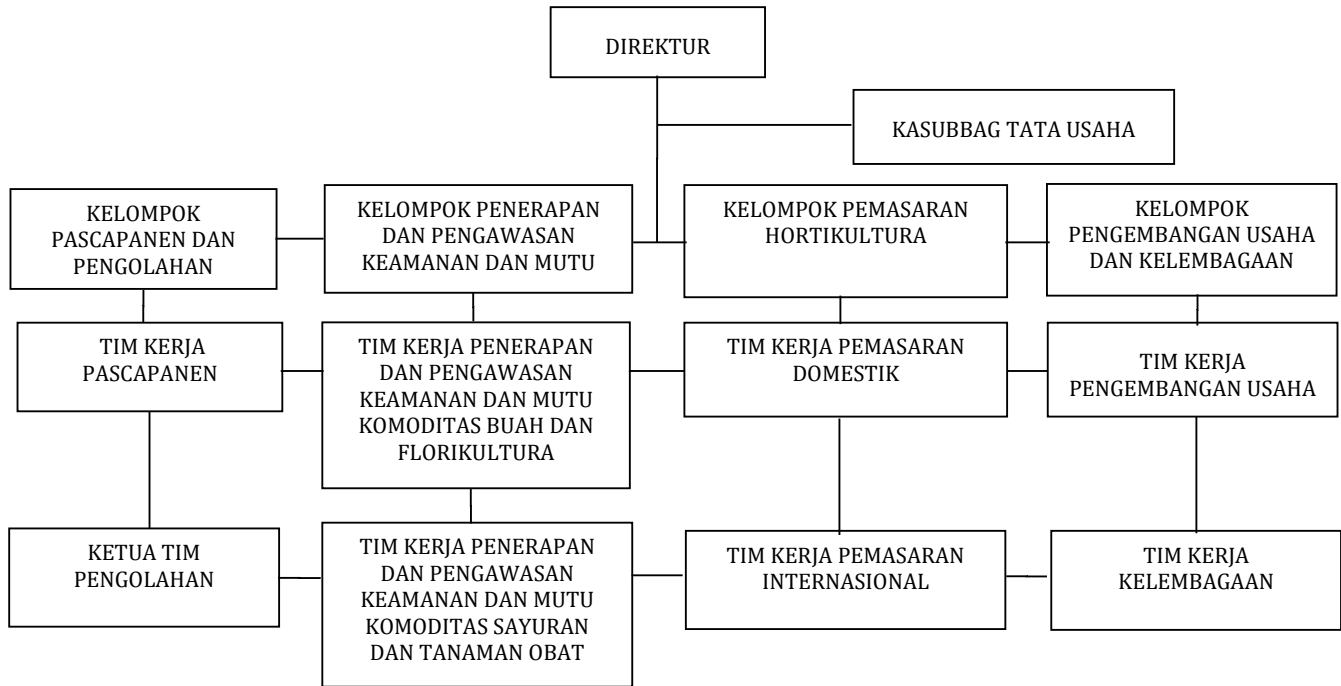 DIREKTUR
KASUBBAG TATA USAHA
KELOMPOK
PASCAPANEN DAN
PENGOLAHAN
KELOMPOK PENERAPAN
DAN PENGAWASAN
KEAMANAN DAN MUTU
KELOMPOK PEMASARAN
HORTIKULTURA
KELOMPOK
PENGEMBANGAN USAHA
DAN KELEMBAGAAN
TIM KERJA
PASCAPANEN
TIM KERJA PENERAPAN
DAN PENGAWASAN
KEAMANAN DAN MUTU
KOMODITAS BUAH DAN
FLORIKULTURA
TIM KERJA PEMASARAN
DOMESTIK
TIM KERJA
PENGEMBANGAN USAHA
KETUA TIM
PENGOLAHAN
TIM KERJA PENERAPAN
DAN PENGAWASAN
KEAMANAN DAN MUTU
KOMODITAS SAYURAN
DAN TANAMAN OBAT
TIM KERJA PEMASARAN
INTERNASIONAL
TIM KERJA
KELEMBAGAAN